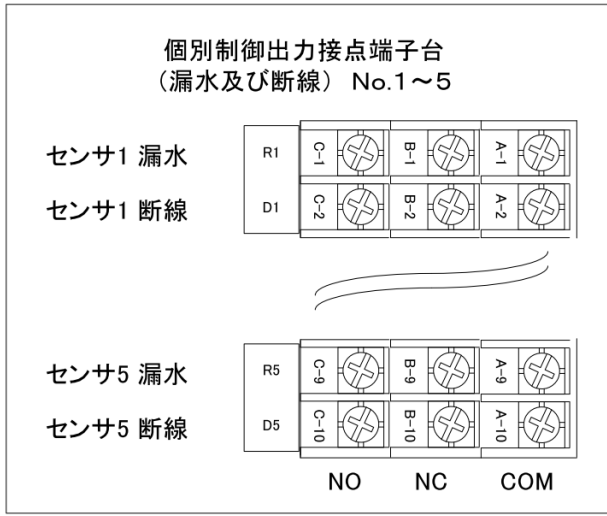 個別制御出力接点端子台
（漏水及び断線） No.1～5
センサ1 漏水 R1 C-1 B-1 A-1
センサ1 断線 D1 C-2 B-2 A-2
センサ5 漏水 R5 C-9 B-9 A-9
センサ5 断線 D5 C-10 B-10 A-10
NO NC COM